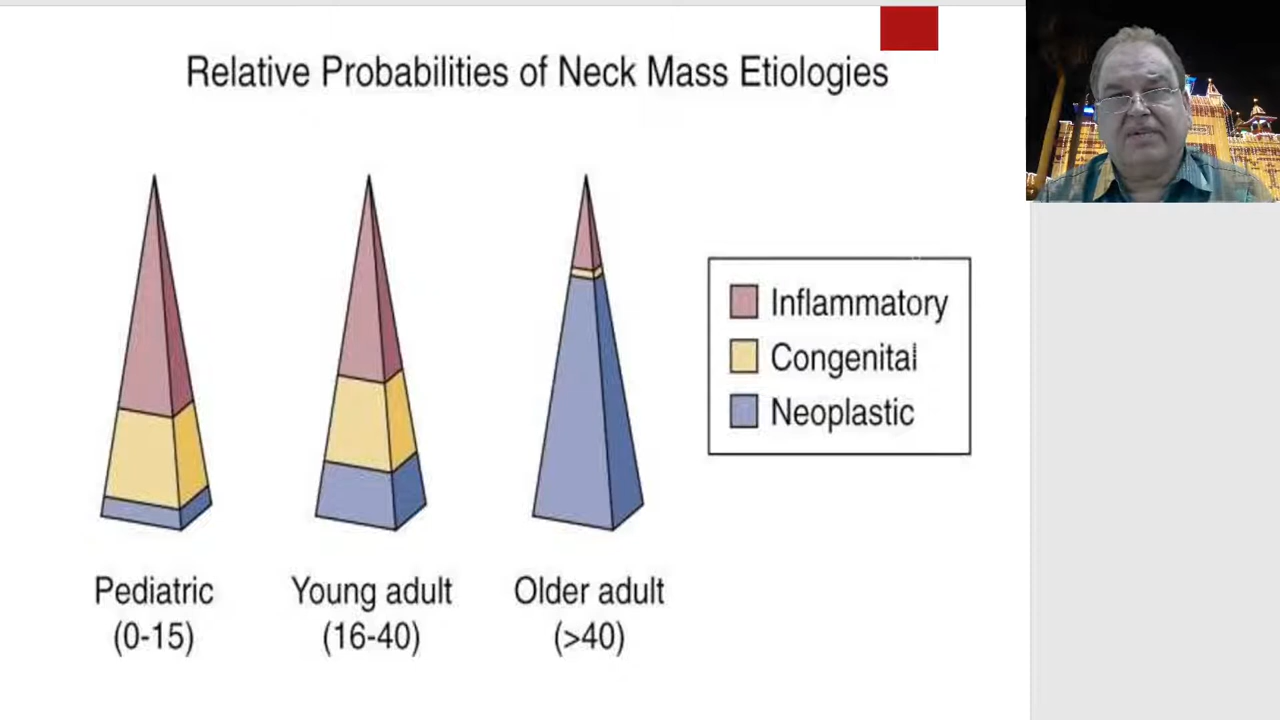 Relative Probabilities of Neck Mass Etiologies
Inflammatory
Congenital
Neoplastic
Pediatric
(0-15)
Young adult
(16-40)
Older adult
(>40)